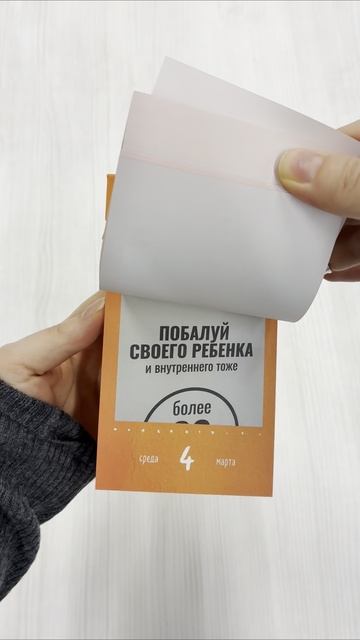 ПОБАЛУЙ
СВОЕГО РЕБЕНКА
и внутреннего тоже
более
среда 4 марта